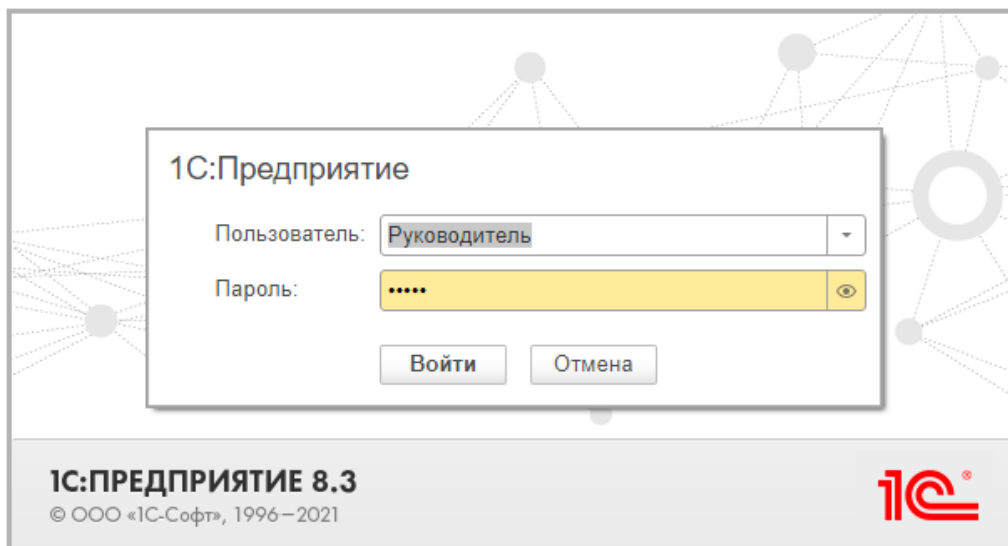 1С:Предприятие
Пользователь: Руководитель
Пароль: •••••
Войти Отмена
1С:ПРЕДПРИЯТИЕ 8.3
© ООО «1С-Софт», 1996–2021
1С®